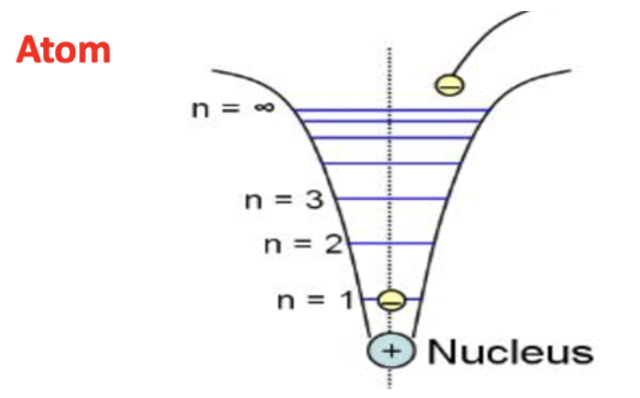 Atom
n = ∞
n = 3
n = 2
n = 1
+ Nucleus